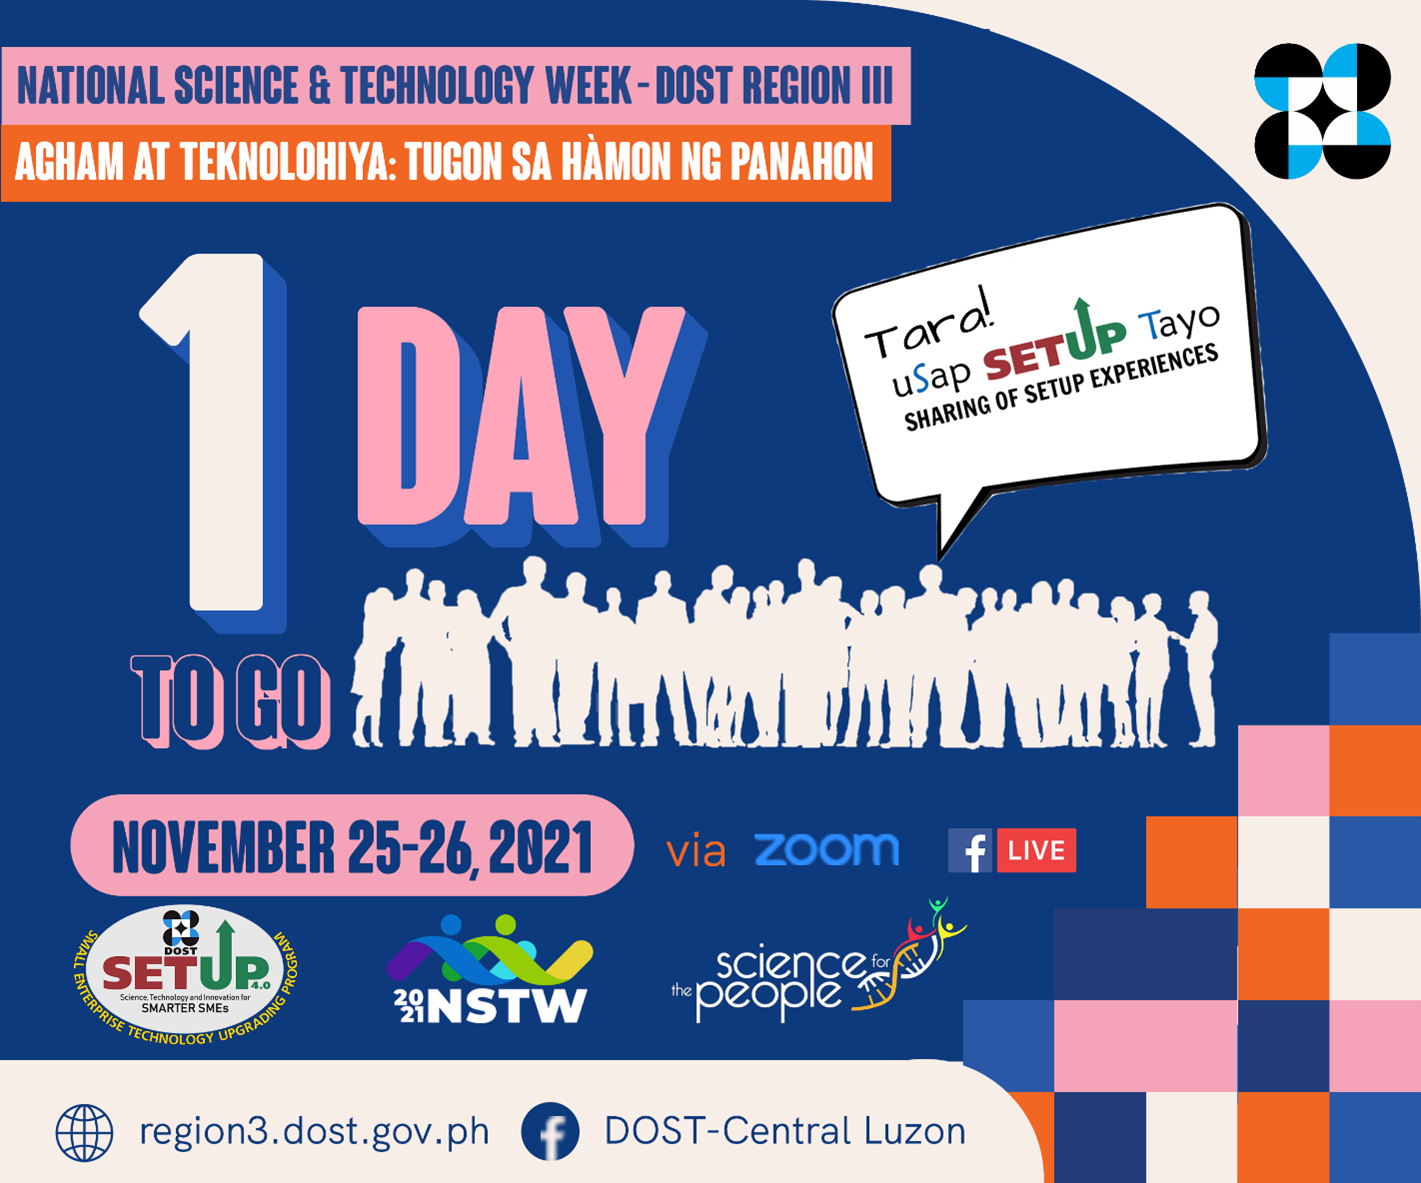 NATIONAL SCIENCE & TECHNOLOGY WEEK - DOST REGION III
AGHAM AT TEKNOLOHIYA: TUGON SA HÀMON NG PANAHON
1 DAY
TO GO
Tara!
uSap SETUP Tayo
SHARING OF SETUP EXPERIENCES
NOVEMBER 25-26, 2021
via zoom
f LIVE
DOST
SETUP 4.0
Science, Technology and Innovation for
SMARTER SMEs
SMALL ENTERPRISE TECHNOLOGY UPGRADING PROGRAM
2021 NSTW
science for
the people
region3.dost.gov.ph
f DOST-Central Luzon